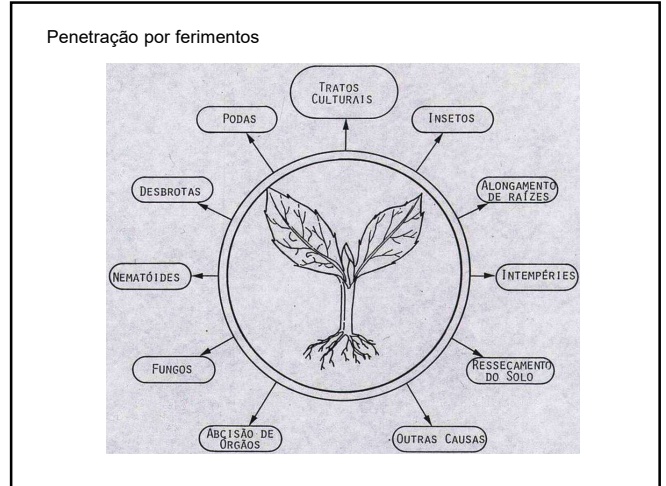 Penetração por ferimentos
TRATOS
CULTURAIS
PODAS
INSETOS
DESBROTAS
ALONGAMENTO
DE RAÍZES
NEMATÓIDES
INTEMPÉRIES
FUNGOS
RESSECAMENTO
DO SOLO
ABCISÃO DE
ÓRGÃOS
OUTRAS CAUSAS